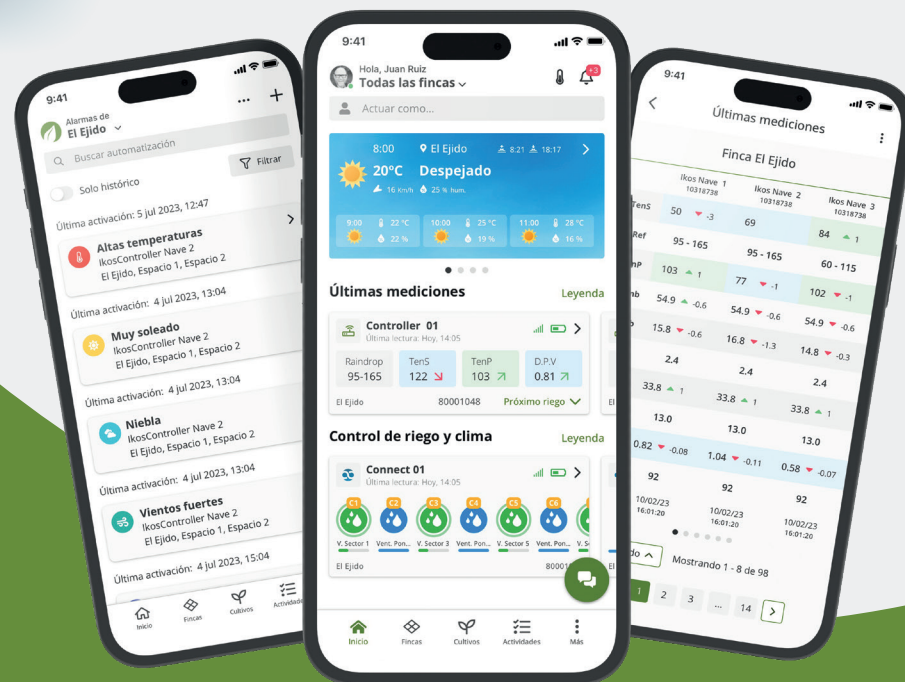 9:41
Alarmas de
El Ejido
Buscar automatización
Solo histórico
Filtrar
Última activación: 5 jul 2023, 12:47
Altas temperaturas
IkosController Nave 2
El Ejido, Espacio 1, Espacio 2
Última activación: 4 jul 2023, 13:04
Muy soleado
IkosController Nave 2
El Ejido, Espacio 1, Espacio 2
Última activación: 4 jul 2023, 13:04
Niebla
IkosController Nave 2
El Ejido, Espacio 1, Espacio 2
Última activación: 4 jul 2023, 13:04
Vientos fuertes
IkosController Nave 2
El Ejido, Espacio 1, Espacio 2
Última activación: 4 jul 2023, 15:04
Inicio Fincas Cultivos Actividades
9:41
Hola, Juan Ruiz
Todas las fincas
+3
Actuar como...
8:00 El Ejido 8:21 18:17
20°C Despejado
16 Km/h 25 % hum.
9:00 22 °C 10:00 25 °C 11:00 28 °C
22 % 19 % 16 %
Últimas mediciones Leyenda
Controller 01
Última lectura: Hoy, 14:05
Raindrop TenS TenP D.P.V
95-165 122 103 0.81
El Ejido 80001048 Próximo riego El
Control de riego y clima Leyenda
Connect 01
Última lectura: Hoy, 14:05
C1 C2 C3 C4 C5 C6
V. Sector 1 Vent. Pon... V. Sector 3 Vent. Pon... V. Sector 5 Vent. Pon... V. S
El Ejido 80001
Inicio Fincas Cultivos Actividades Más
9:41
Últimas mediciones
Finca El Ejido
Ikos Nave 1 Ikos Nave 2 Ikos Nave 3
10318738 10318738 10318738
TenS 50 -3 69 84 1
Ref 95 - 165 95 - 165 60 - 115
nP 103 1 77 -1 102 -1
nb 54.9 -0.6 54.9 -0.6 54.9 -0.6
15.8 -0.6 16.8 -1.3 14.8 -0.3
2.4 2.4 2.4
33.8 1 33.8 1 33.8 1
13.0 13.0 13.0
0.82 -0.08 1.04 -0.11 0.58 -0.07
92 92 92
10/02/23 10/02/23 10/02/23
16:01:20 16:01:20 16:01:20
do Mostrando 1 - 8 de 98
1 2 3 ... 14